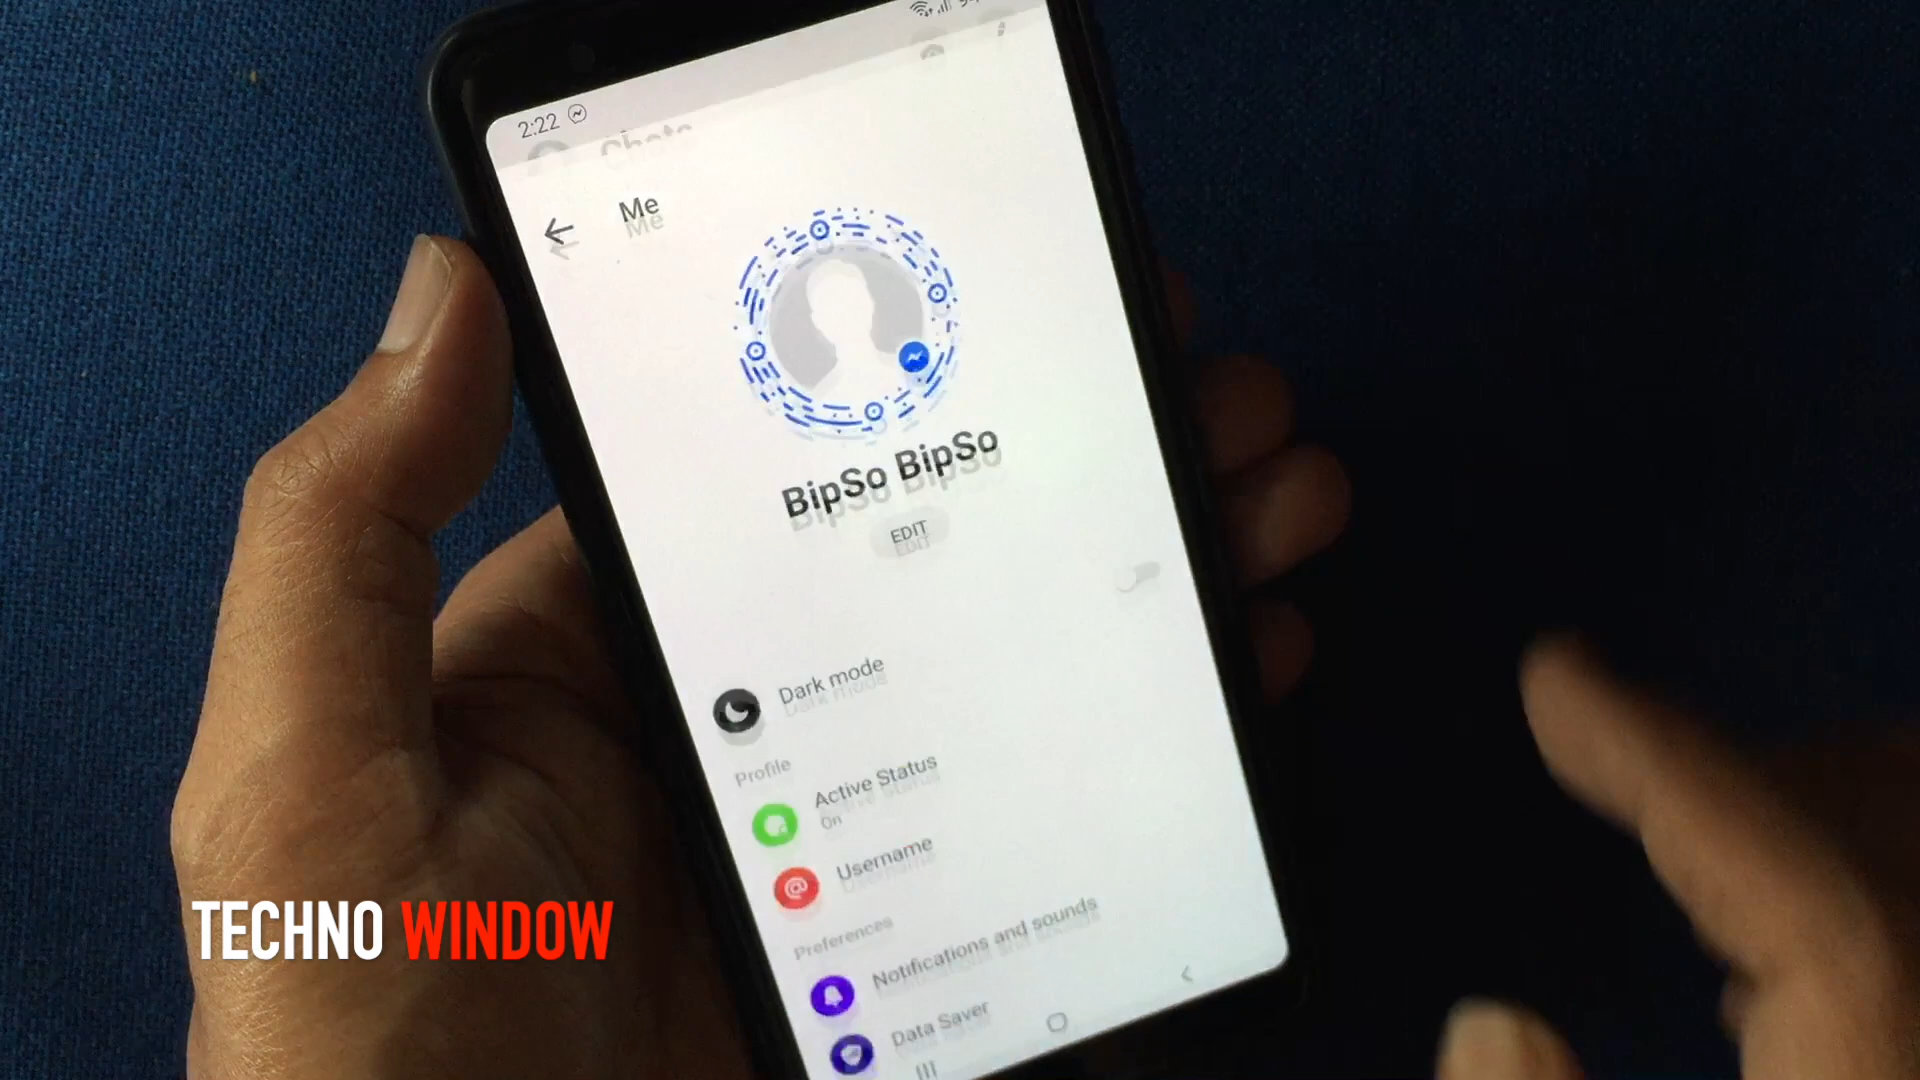 2:22
Chats
Me
BipSo BipSo
EDIT
Dark mode
Profile
Active Status
On
Username
Preferences
Notifications and sounds
Data Saver
TECHNO WINDOW